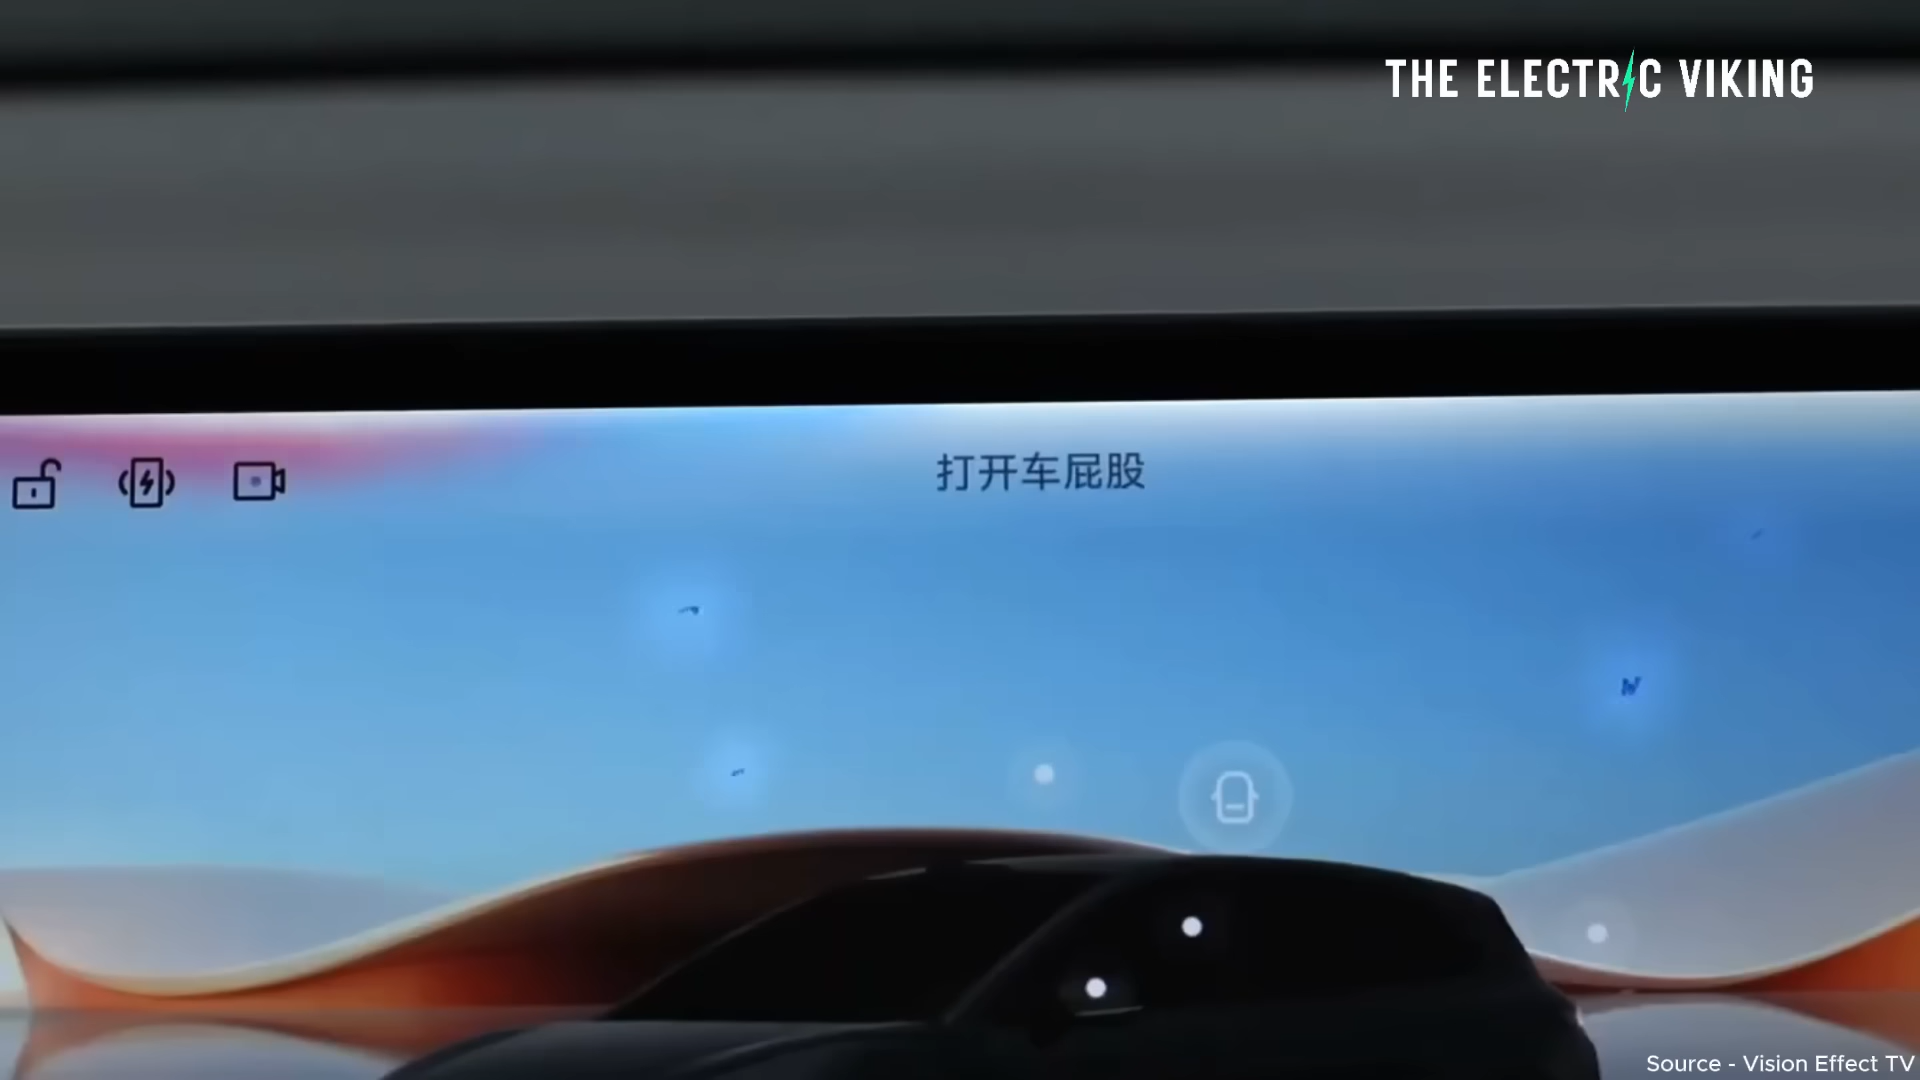 THE ELECTRIC VIKING
打开车屁股
Source - Vision Effect TV